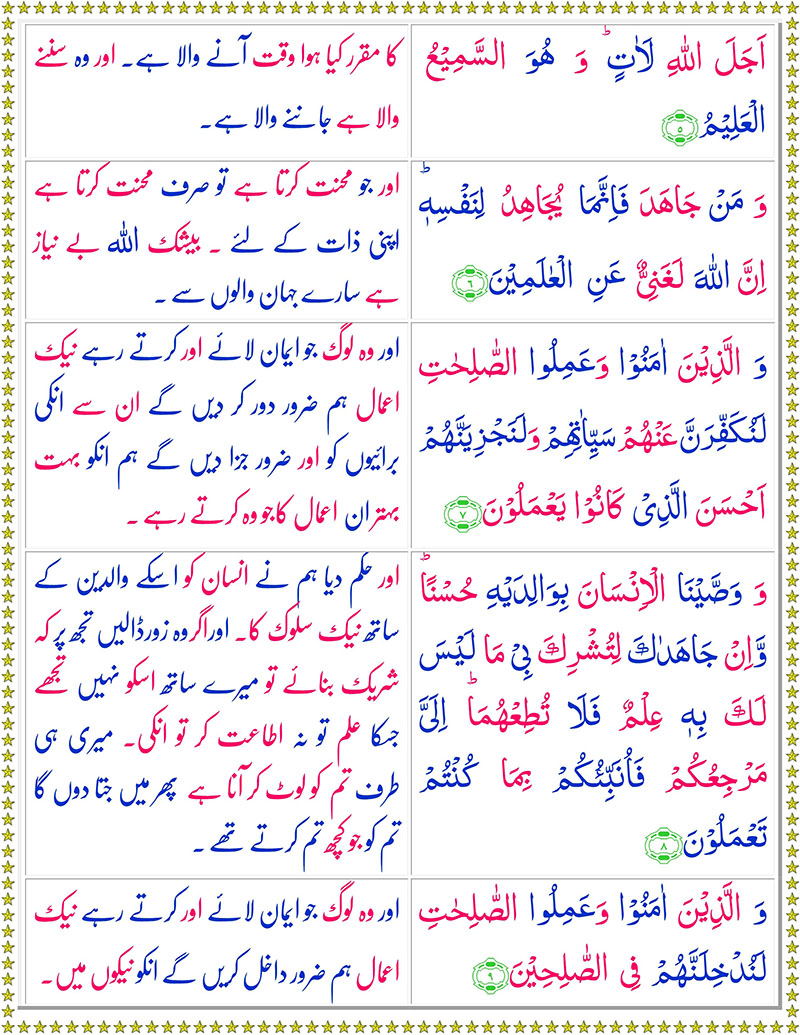 اَجَلَ اللّٰهِ لَاٰتٍ ؕ وَ هُوَ السَّمِیْعُ
الْعَلِیْمُ ۝۵
کا مقرر کیا ہوا وقت آنے والا ہے۔ اور وہ سننے
والا ہے جاننے والا ہے۔
وَ مَنْ جَاهَدَ فَاِنَّمَا یُجَاهِدُ لِنَفْسِهٖ ؕ
اِنَّ اللّٰهَ لَغَنِیٌّ عَنِ الْعٰلَمِیْنَ ۝۶
اور جو محنت کرتا ہے تو صرف محنت کرتا ہے
اپنی ذات کے لئے ۔ بیشک اللہ بے نیاز
ہے سارے جہان والوں سے ۔
وَ الَّذِیْنَ اٰمَنُوْا وَعَمِلُوا الصّٰلِحٰتِ
لَنُكَفِّرَنَّ عَنْهُمْ سَیِّاٰتِهِمْ وَلَنَجْزِیَنَّهُمْ
اَحْسَنَ الَّذِیْ كَانُوْا یَعْمَلُوْنَ ۝۷
اور وہ لوگ جو ایمان لائے اور کرتے رہے نیک
اعمال ہم ضرور دور کر دیں گے ان سے انکی
برائیوں کو اور ضرور جزا دیں گے ہم انکو بہت
بہتر ان اعمال کا جو وہ کرتے رہے ۔
وَ وَصَّیْنَا الْاِنْسَانَ بِوَالِدَیْهِ حُسْنًا ؕ
وَّاِنْ جَاهَدٰكَ لِتُشْرِكَ بِیْ مَا لَیْسَ
لَكَ بِهٖ عِلْمٌ فَلَا تُطِعْهُمَا ؕ اِلَیَّ
مَرْجِعُكُمْ فَاُنَبِّئُكُمْ بِمَا كُنْتُمْ
تَعْمَلُوْنَ ۝۸
اور حکم دیا ہم نے انسان کو اسکے والدین کے
ساتھ نیک سلوک کا۔ اور اگر وہ زور ڈالیں تجھ پر کہ
شریک بنائے تو میرے ساتھ اسکو نہیں تجھے
جسکا علم تو نہ اطاعت کر تو انکی۔ میری ہی
طرف تم کو لوٹ کر آنا ہے پھر میں جتا دوں گا
تم کو جو کچھ تم کرتے تھے ۔
وَ الَّذِیْنَ اٰمَنُوْا وَعَمِلُوا الصّٰلِحٰتِ
لَنُدْخِلَنَّهُمْ فِی الصّٰلِحِیْنَ ۝۹
اور وہ لوگ جو ایمان لائے اور کرتے رہے نیک
اعمال ہم ضرور داخل کریں گے انکو نیکوں میں۔